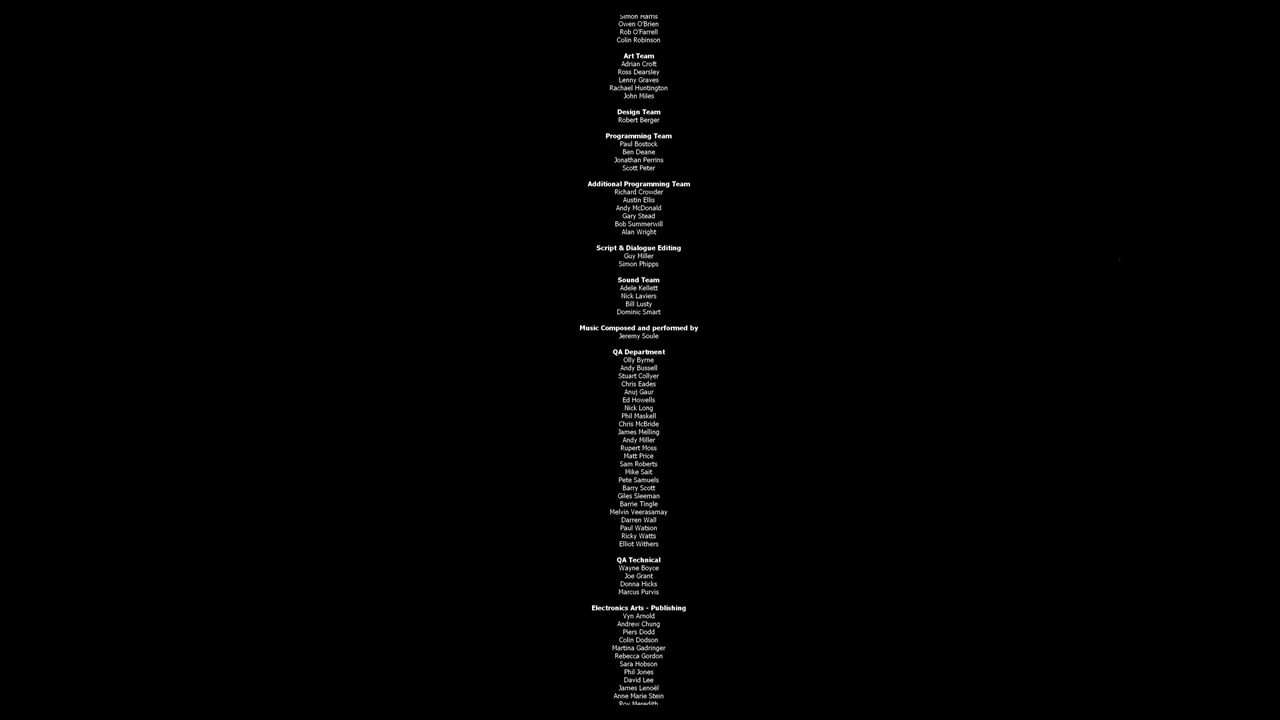 Simon Harris
Owen O'Brien
Rob O'Farrell
Colin Robinson
Art Team
Adrian Croft
Ross Dearsley
Lenny Graves
Rachael Huntington
John Miles
Design Team
Robert Berger
Programming Team
Paul Bostock
Ben Deane
Jonathan Perrins
Scott Peter
Additional Programming Team
Richard Crowder
Austin Ellis
Andy McDonald
Gary Stead
Bob Summerwill
Alan Wright
Script & Dialogue Editing
Guy Miller
Simon Phipps
Sound Team
Adele Kellett
Nick Laviers
Bill Lusty
Dominic Smart
Music Composed and performed by
Jeremy Soule
QA Department
Olly Byrne
Andy Bussell
Stuart Collyer
Chris Eades
Anuj Gaur
Ed Howells
Nick Long
Phil Maskell
Chris McBride
James Melling
Andy Miller
Rupert Moss
Matt Price
Sam Roberts
Mike Sait
Pete Samuels
Barry Scott
Giles Sleeman
Barrie Tingle
Melvin Veerasamay
Darren Wall
Paul Watson
Ricky Watts
Elliot Withers
QA Technical
Wayne Boyce
Joe Grant
Donna Hicks
Marcus Purvis
Electronics Arts - Publishing
Vyn Arnold
Andrew Chung
Piers Dodd
Colin Dodson
Martina Gadringer
Rebecca Gordon
Sara Hobson
Phil Jones
David Lee
James Lenoël
Anne Marie Stein
Roy Meredith